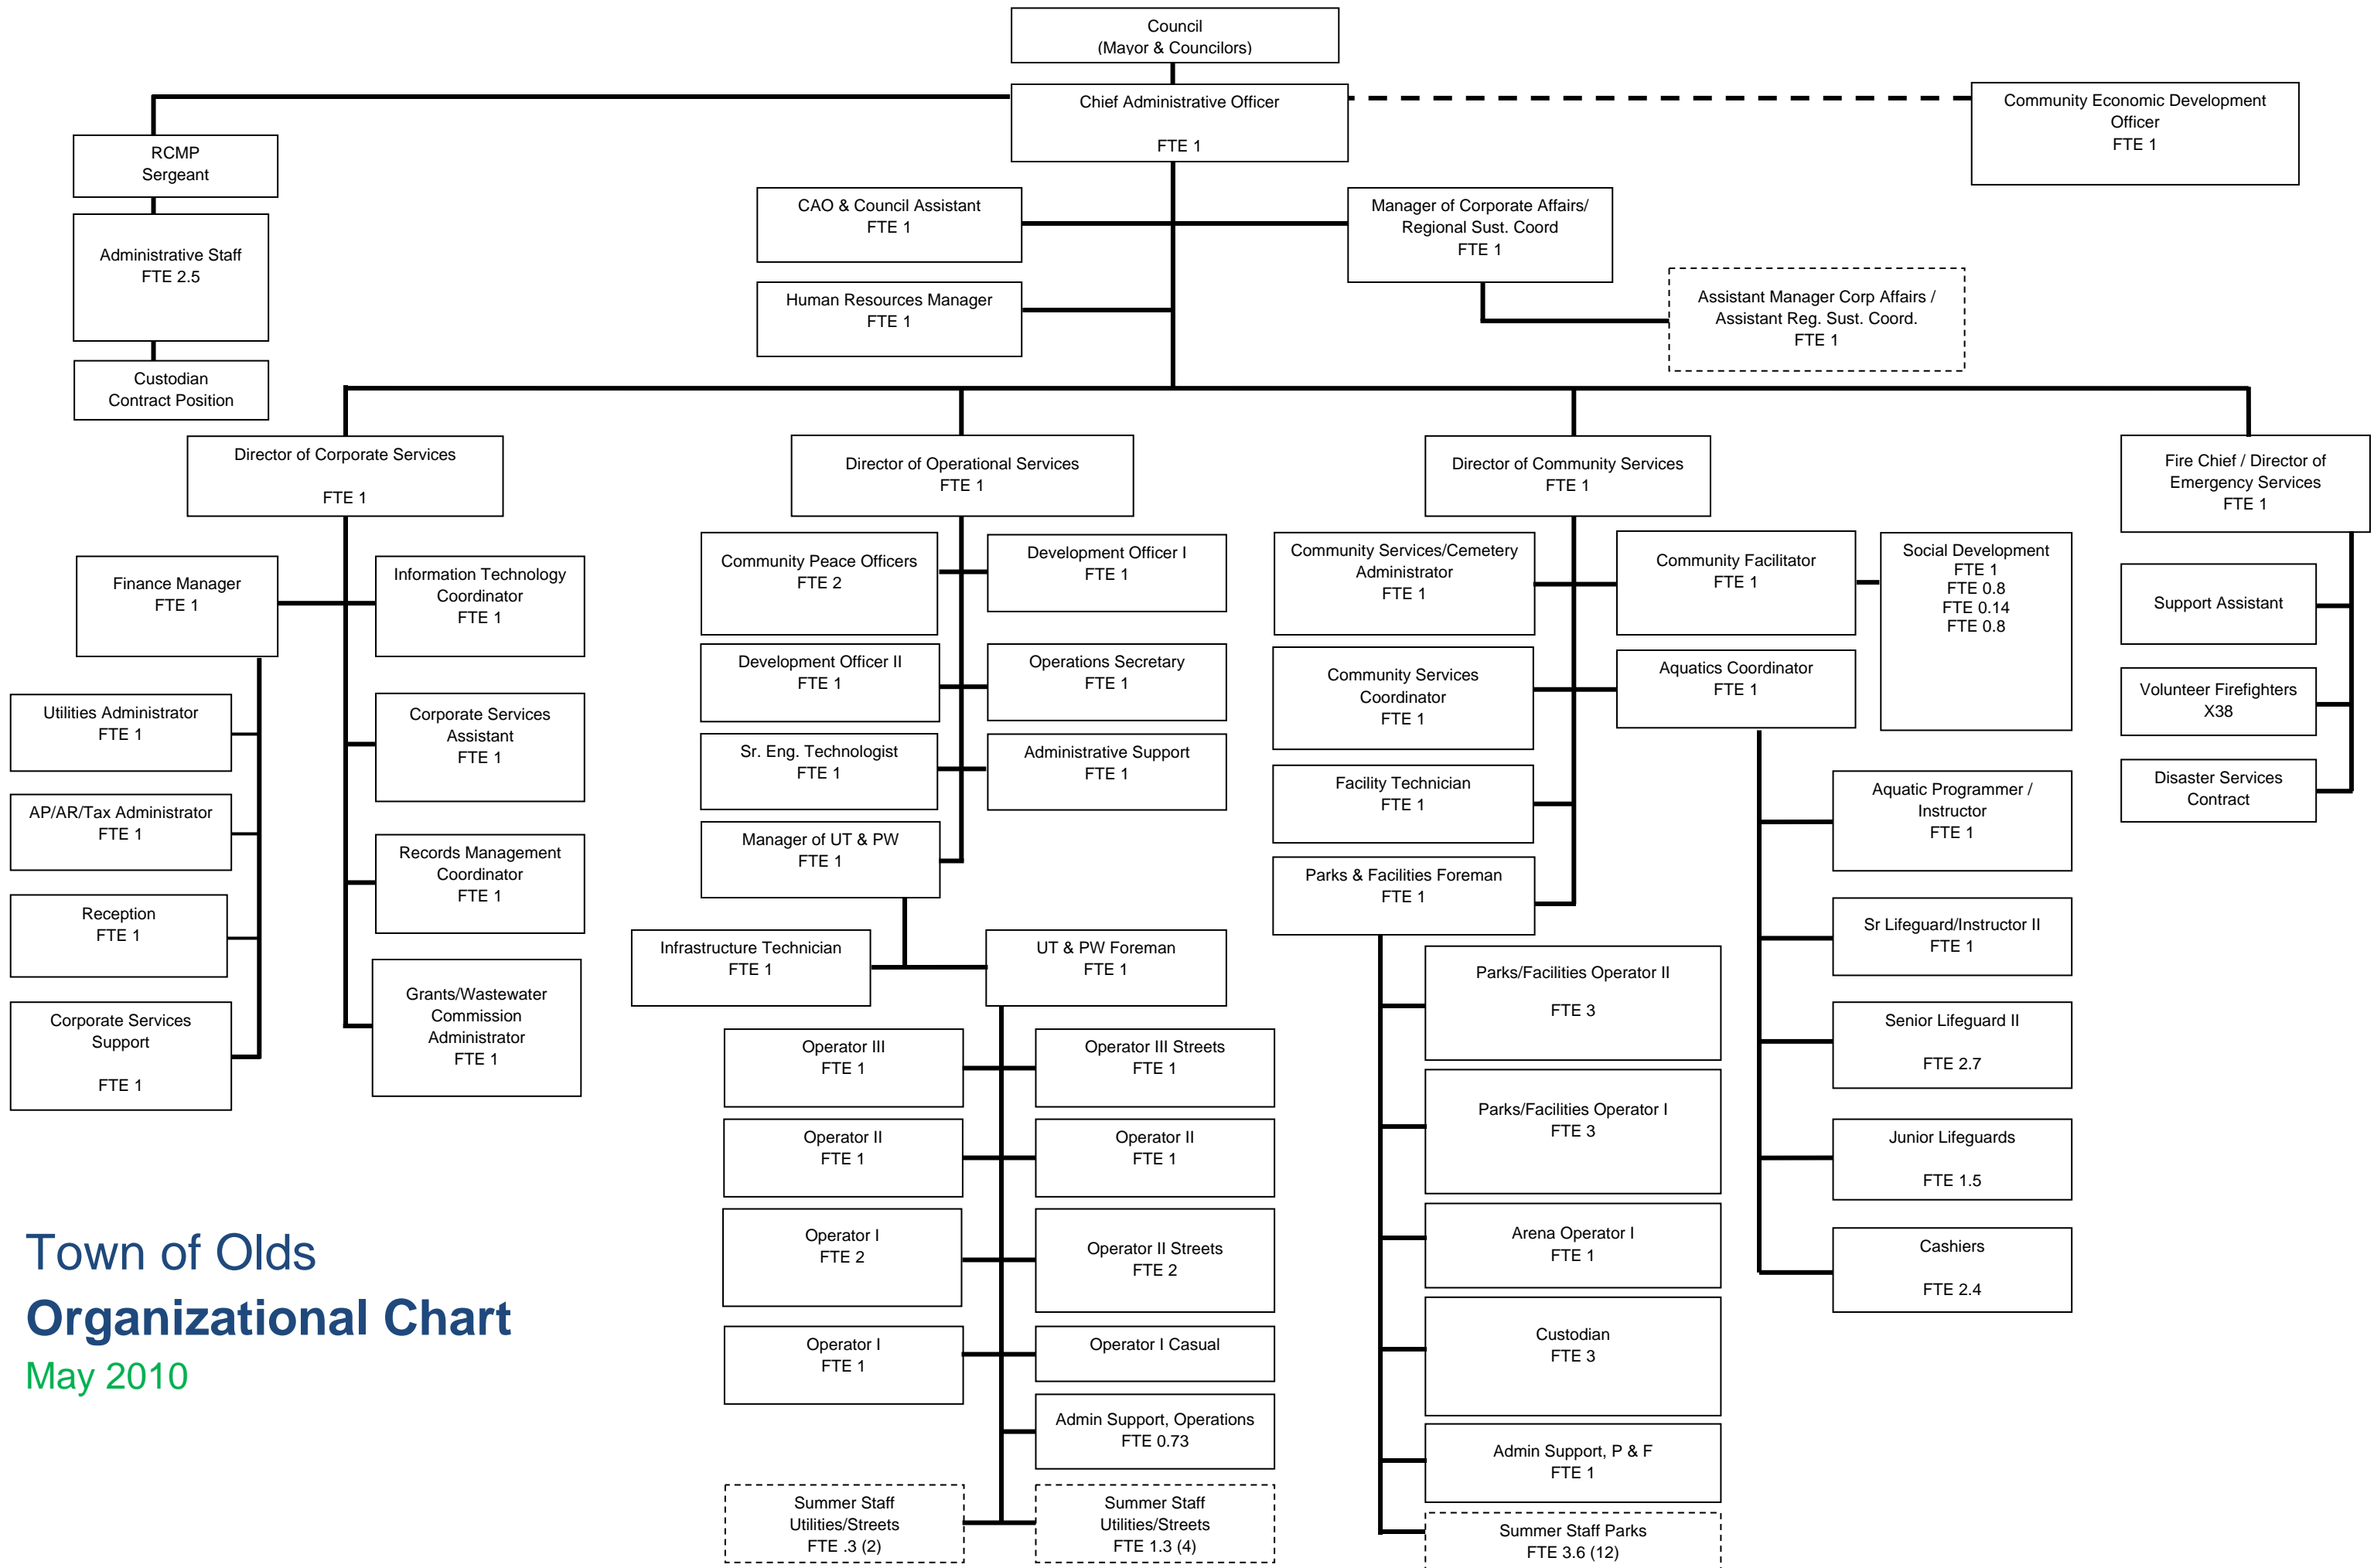 Council
(Mayor & Councilors)
Chief Administrative Officer
FTE 1
Community Economic Development
Officer
FTE 1
RCMP
Sergeant
Administrative Staff
FTE 2.5
Custodian
Contract Position
CAO & Council Assistant
FTE 1
Manager of Corporate Affairs/
Regional Sust. Coord
FTE 1
Human Resources Manager
FTE 1
Assistant Manager Corp Affairs /
Assistant Reg. Sust. Coord.
FTE 1
Director of Corporate Services
FTE 1
Director of Operational Services
FTE 1
Director of Community Services
FTE 1
Fire Chief / Director of
Emergency Services
FTE 1
Finance Manager
FTE 1
Information Technology
Coordinator
FTE 1
Utilities Administrator
FTE 1
Corporate Services
Assistant
FTE 1
AP/AR/Tax Administrator
FTE 1
Records Management
Coordinator
FTE 1
Reception
FTE 1
Grants/Wastewater
Commission
Administrator
FTE 1
Corporate Services
Support
FTE 1
Community Peace Officers
FTE 2
Development Officer I
FTE 1
Development Officer II
FTE 1
Operations Secretary
FTE 1
Sr. Eng. Technologist
FTE 1
Administrative Support
FTE 1
Manager of UT & PW
FTE 1
Infrastructure Technician
FTE 1
UT & PW Foreman
FTE 1
Operator III
FTE 1
Operator III Streets
FTE 1
Operator II
FTE 1
Operator II
FTE 1
Operator I
FTE 2
Operator II Streets
FTE 2
Operator I
FTE 1
Operator I Casual
Admin Support, Operations
FTE 0.73
Summer Staff
Utilities/Streets
FTE .3 (2)
Summer Staff
Utilities/Streets
FTE 1.3 (4)
Community Services/Cemetery
Administrator
FTE 1
Community Facilitator
FTE 1
Social Development
FTE 1
FTE 0.8
FTE 0.14
FTE 0.8
Community Services
Coordinator
FTE 1
Aquatics Coordinator
FTE 1
Facility Technician
FTE 1
Parks & Facilities Foreman
FTE 1
Parks/Facilities Operator II
FTE 3
Parks/Facilities Operator I
FTE 3
Arena Operator I
FTE 1
Custodian
FTE 3
Admin Support, P & F
FTE 1
Summer Staff Parks
FTE 3.6 (12)
Aquatic Programmer /
Instructor
FTE 1
Sr Lifeguard/Instructor II
FTE 1
Senior Lifeguard II
FTE 2.7
Junior Lifeguards
FTE 1.5
Cashiers
FTE 2.4
Support Assistant
Volunteer Firefighters
X38
Disaster Services
Contract
Town of Olds
Organizational Chart
May 2010